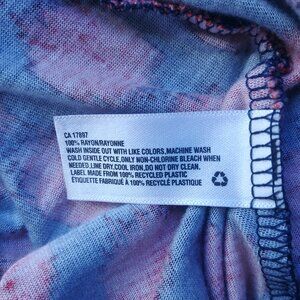 CA 17897
100% RAYON/RAYONNE
WASH INSIDE OUT WITH LIKE COLORS,MACHINE WASH
COLD GENTLE CYCLE,ONLY NON-CHLORINE BLEACH WHEN
NEEDED.LINE DRY.COOL IRON,DO NOT DRY CLEAN.
LABEL MADE FROM 100% RECYCLED PLASTIC
ÉTIQUETTE FABRIQUÉ À 100% RECYCLÉ PLASTIQUE